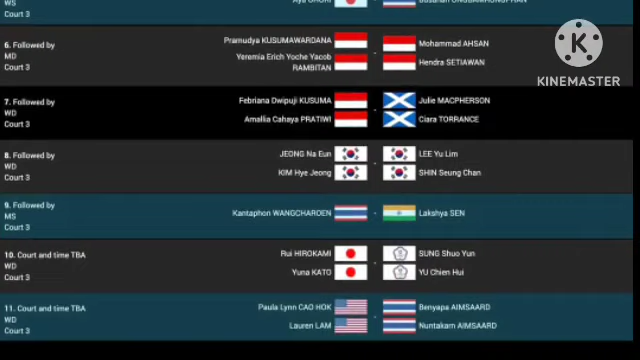 WS
Court 3
Aya OHORI
Busanan ONGBAMRUNGPHAN
6. Followed by
MD
Court 3
Pramudya KUSUMAWARDANA
Yeremia Erich Yoche Yacob
RAMBITAN
Mohammad AHSAN
Hendra SETIAWAN
7. Followed by
WD
Court 3
Febriana Dwipuji KUSUMA
Amallia Cahaya PRATIWI
Julie MACPHERSON
Ciara TORRANCE
8. Followed by
WD
Court 3
JEONG Na Eun
KIM Hye Jeong
LEE Yu Lim
SHIN Seung Chan
9. Followed by
MS
Court 3
Kantaphon WANGCHAROEN
Lakshya SEN
10. Court and time TBA
WD
Court 3
Rui HIROKAMI
Yuna KATO
SUNG Shuo Yun
YU Chien Hui
11. Court and time TBA
WD
Court 3
Paula Lynn CAO HOK
Lauren LAM
Benyapa AIMSAARD
Nuntakarn AIMSAARD
K
KINEMASTER